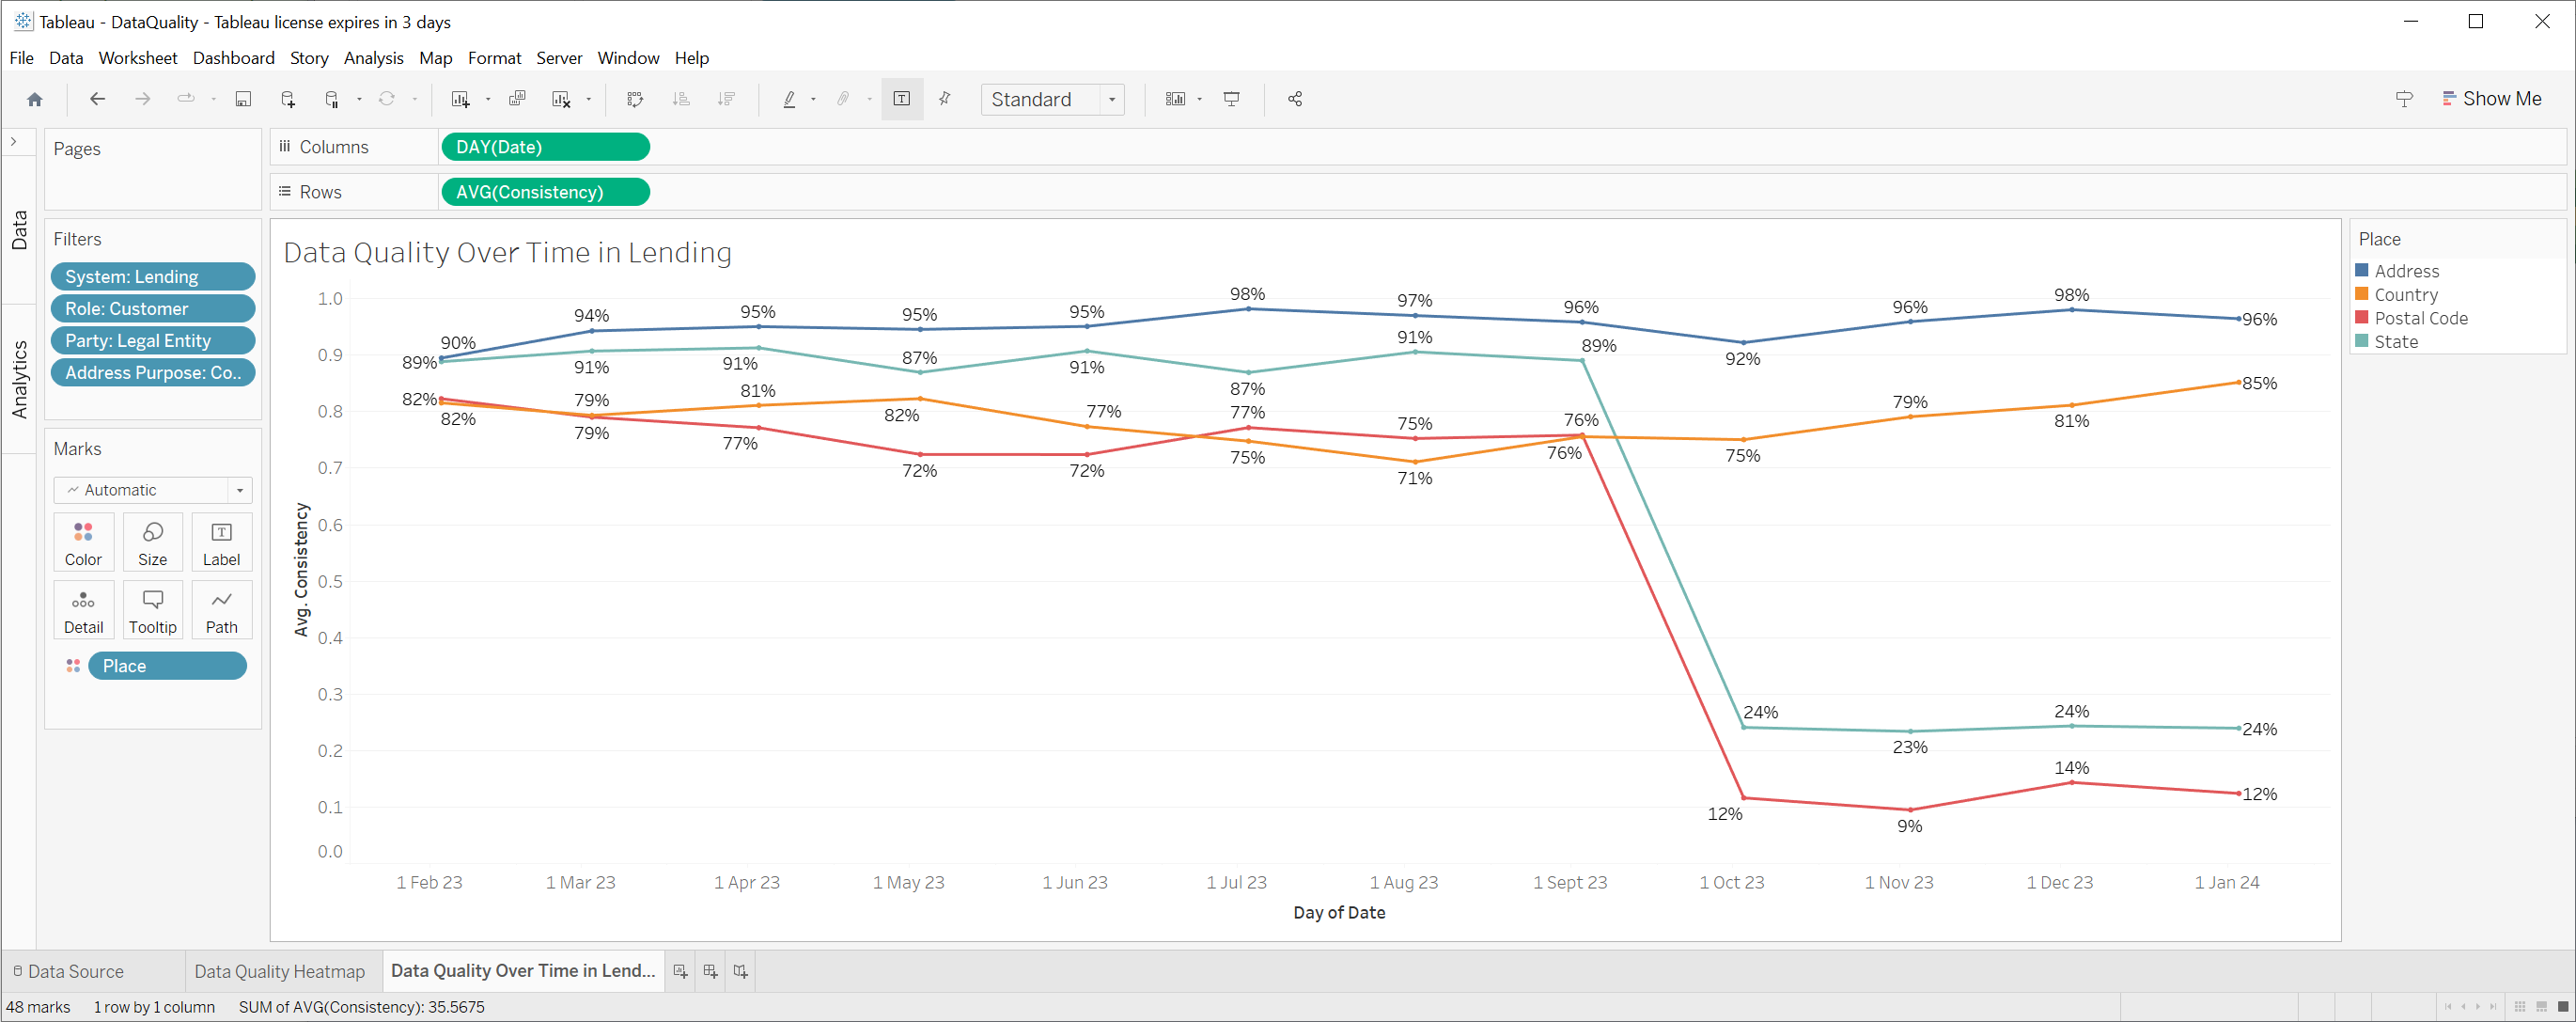 Tableau - DataQuality - Tableau license expires in 3 days
File Data Worksheet Dashboard Story Analysis Map Format Server Window Help
Standard
Show Me
Data
Analytics
Pages
Filters
System: Lending
Role: Customer
Party: Legal Entity
Address Purpose: Co..
Marks
Automatic
Color Size Label
Detail Tooltip Path
Place
Columns DAY(Date)
Rows AVG(Consistency)
Data Quality Over Time in Lending
Avg. Consistency
1.0
0.9
0.8
0.7
0.6
0.5
0.4
0.3
0.2
0.1
0.0
90% 94% 95% 95% 95% 98% 97% 96% 92% 96% 98% 96%
89% 91% 91% 87% 91% 87% 91% 89% 24% 23% 24% 24%
82% 79% 81% 82% 77% 75% 71% 76% 75% 79% 81% 85%
82% 79% 77% 72% 72% 77% 75% 76% 12% 9% 14% 12%
1 Feb 23 1 Mar 23 1 Apr 23 1 May 23 1 Jun 23 1 Jul 23 1 Aug 23 1 Sept 23 1 Oct 23 1 Nov 23 1 Dec 23 1 Jan 24
Day of Date
Place
Address
Country
Postal Code
State
Data Source Data Quality Heatmap Data Quality Over Time in Lend...
48 marks 1 row by 1 column SUM of AVG(Consistency): 35.5675